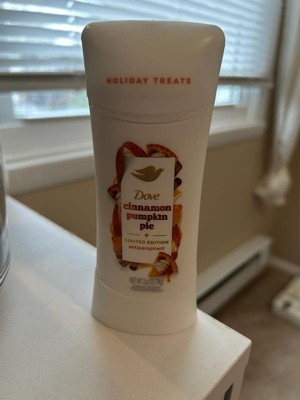 HOLIDAY TREATS
Dove
cinnamon
pumpkin
pie
LIMITED EDITION
antiperspirant